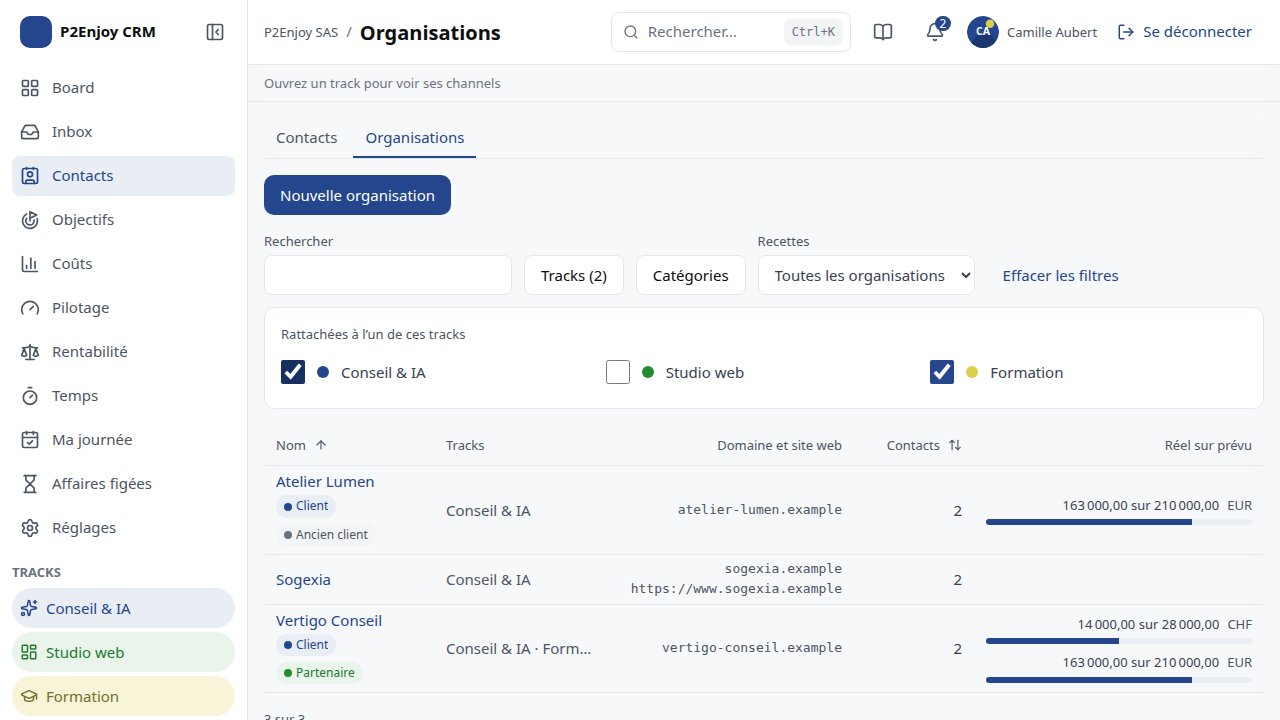 P2Enjoy CRM
P2Enjoy SAS / Organisations
Rechercher...
Ctrl+K
2
CA
Camille Aubert
Se déconnecter
Board
Inbox
Contacts
Objectifs
Coûts
Pilotage
Rentabilité
Temps
Ma journée
Affaires figées
Réglages
TRACKS
Conseil & IA
Studio web
Formation
Ouvrez un track pour voir ses channels
Contacts
Organisations
Nouvelle organisation
Rechercher
Recettes
Tracks (2)
Catégories
Toutes les organisations
Effacer les filtres
Rattachées à l’un de ces tracks
Conseil & IA
Studio web
Formation
Nom
Tracks
Domaine et site web
Contacts
Réel sur prévu
Atelier Lumen
Client
Ancien client
Conseil & IA
atelier-lumen.example
2
163 000,00 sur 210 000,00 EUR
Sogexia
Conseil & IA
sogexia.example
https://www.sogexia.example
2
Vertigo Conseil
Client
Partenaire
Conseil & IA · Form...
vertigo-conseil.example
2
14 000,00 sur 28 000,00 CHF
163 000,00 sur 210 000,00 EUR
3 sur 3